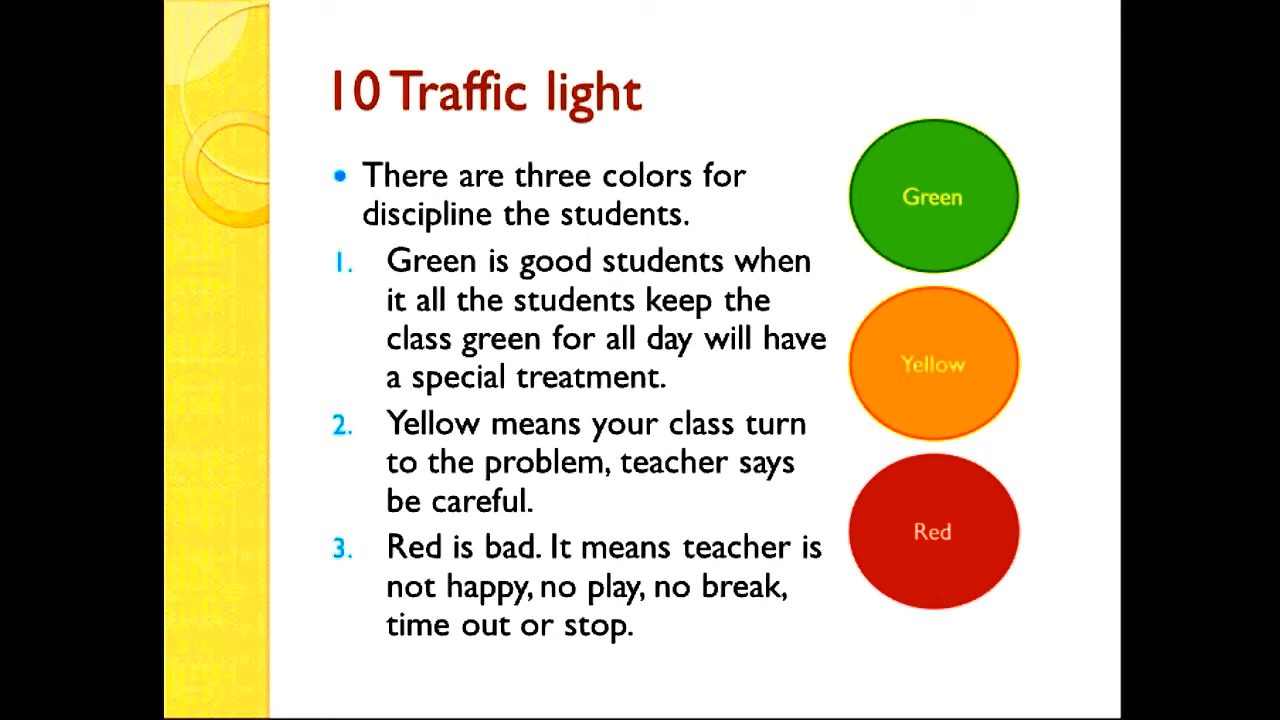 10 Traffic light
• There are three colors for
discipline the students.
1. Green is good students when
it all the students keep the
class green for all day will have
a special treatment.
2. Yellow means your class turn
to the problem, teacher says
be careful.
3. Red is bad. It means teacher is
not happy, no play, no break,
time out or stop.
Green
Yellow
Red